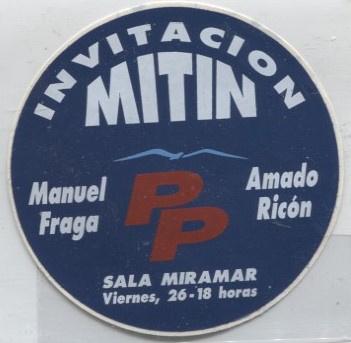 INVITACION
MITIN
Manuel
Fraga
PP
Amado
Ricón
SALA MIRAMAR
Viernes, 26-18 horas